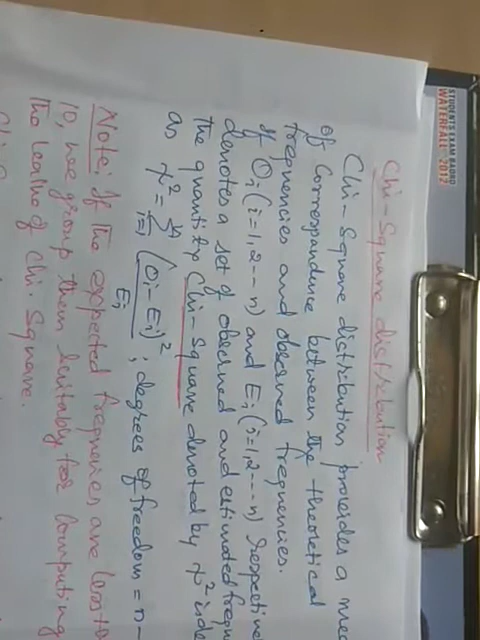 STUDENTS EXAM BOARD
WATERFALL - 2017
Chi-Square distribution
Chi-Square distribution provides a mea
of correspondence between the theoretical
frequencies and observed frequencies.
If Oi (i=1,2---n) and Ei (i=1,2---n) respective
denotes a set of observed and estimated frequ
the quantity Chi-Square denoted by χ² is de
as χ² = Σ i=1 n (Oi - Ei)² / Ei ; degrees of freedom = n-
Note: If the expected frequencies are less th
10, we group them suitably for computing
the
of Chi-Square.